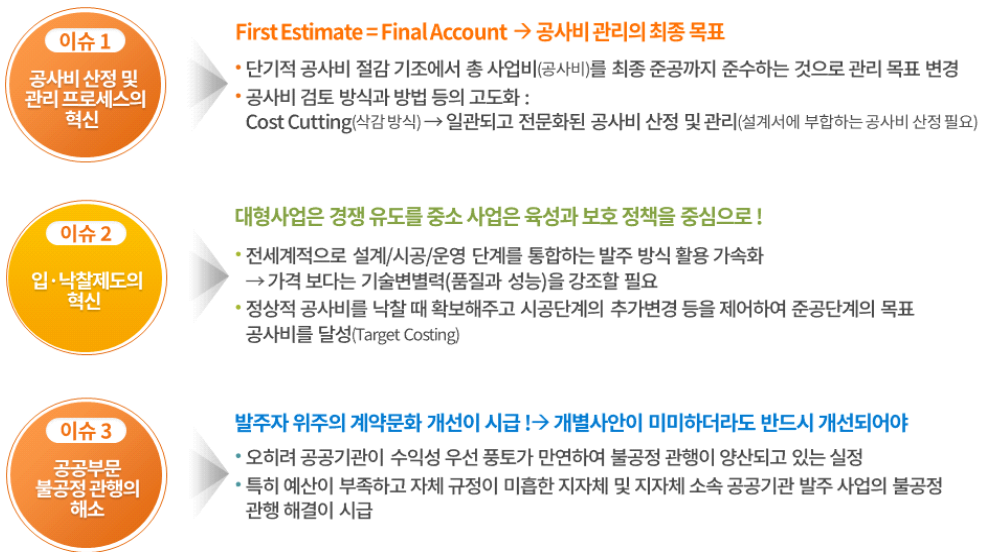 이슈 1
공사비 산정 및
관리 프로세스의
혁신
First Estimate = Final Account → 공사비 관리의 최종 목표
• 단기적 공사비 절감 기조에서 총 사업비(공사비)를 최종 준공까지 준수하는 것으로 관리 목표 변경
• 공사비 검토 방식과 방법 등의 고도화 :
Cost Cutting(삭감 방식) → 일관되고 전문화된 공사비 산정 및 관리(설계서에 부합하는 공사비 산정 필요)
이슈 2
입·낙찰제도의
혁신
대형사업은 경쟁 유도를 중소 사업은 육성과 보호 정책을 중심으로 !
• 전세계적으로 설계/시공/운영 단계를 통합하는 발주 방식 활용 가속화
→ 가격 보다는 기술변별력(품질과 성능)을 강조할 필요
• 정상적 공사비를 낙찰 때 확보해주고 시공단계의 추가변경 등을 제어하여 준공단계의 목표
공사비를 달성(Target Costing)
이슈 3
공공부문
불공정 관행의
해소
발주자 위주의 계약문화 개선이 시급 !→ 개별사안이 미미하더라도 반드시 개선되어야
• 오히려 공공기관이 수익성 우선 풍토가 만연하여 불공정 관행이 양산되고 있는 실정
• 특히 예산이 부족하고 자체 규정이 미흡한 지자체 및 지자체 소속 공공기관 발주 사업의 불공정
관행 해결이 시급